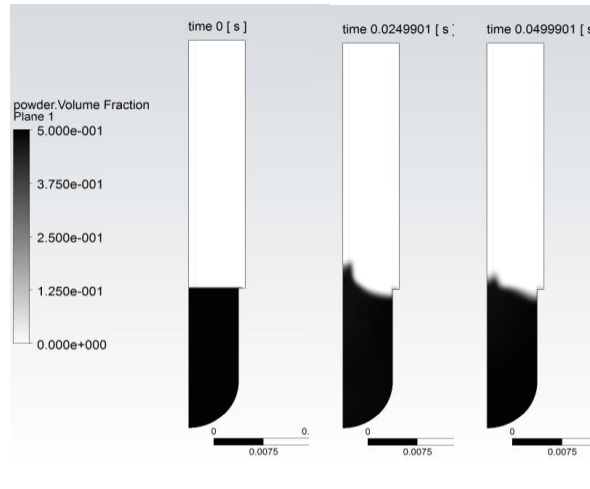 time 0 [ s ]
time 0.0249901 [ s ]
time 0.0499901 [ s
powder.Volume Fraction
Plane 1
5.000e-001
3.750e-001
2.500e-001
1.250e-001
0.000e+000
0
0.
0.0075
0
0.0075
0
0.0075